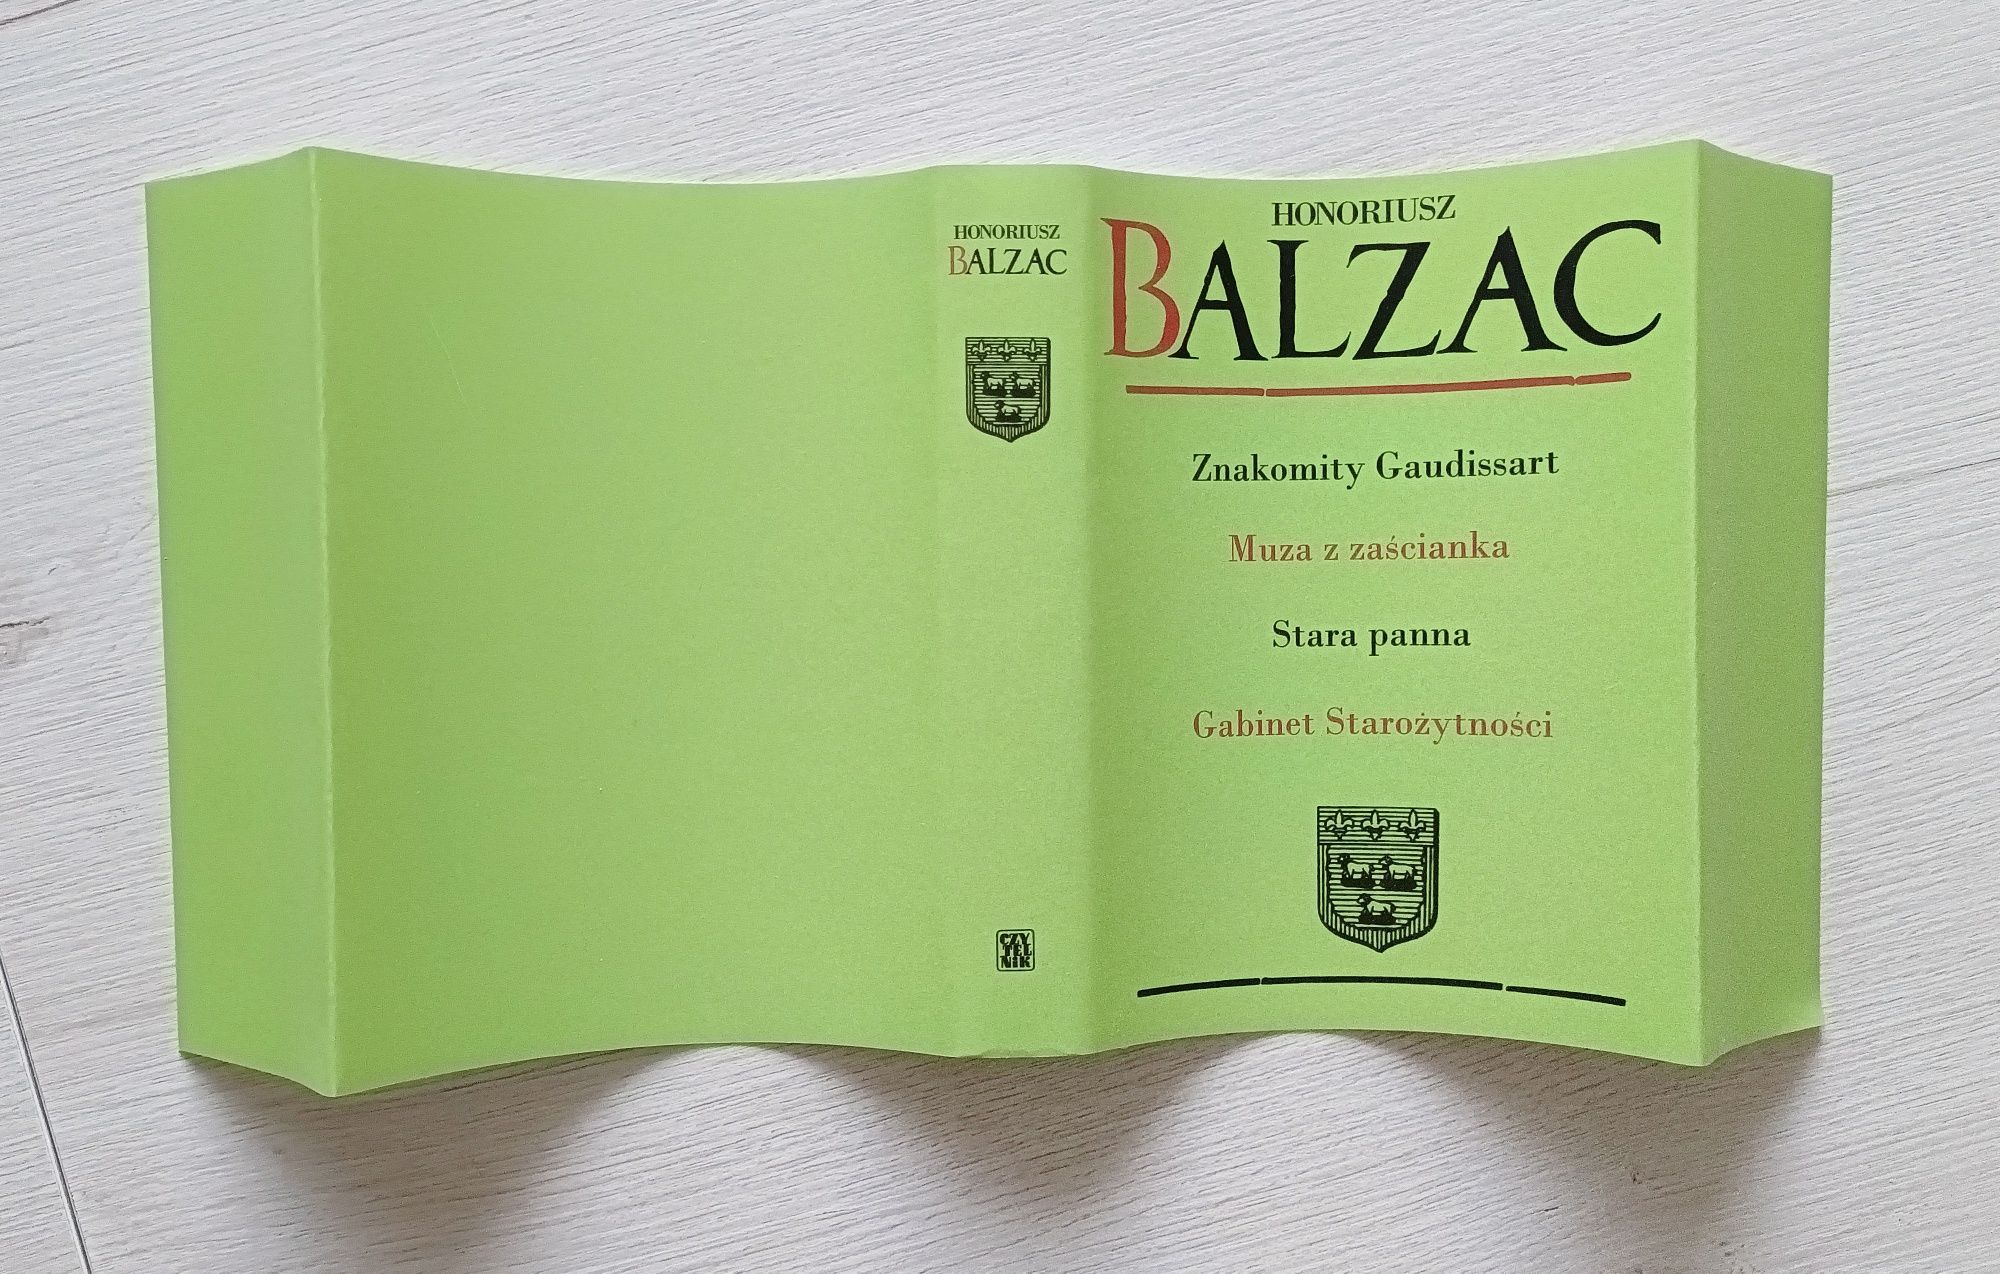 HONORIUSZ
BALZAC
CZY
TEL
NiK
HONORIUSZ
BALZAC
Znakomity Gaudissart
Muza z zaścianka
Stara panna
Gabinet Starożytności